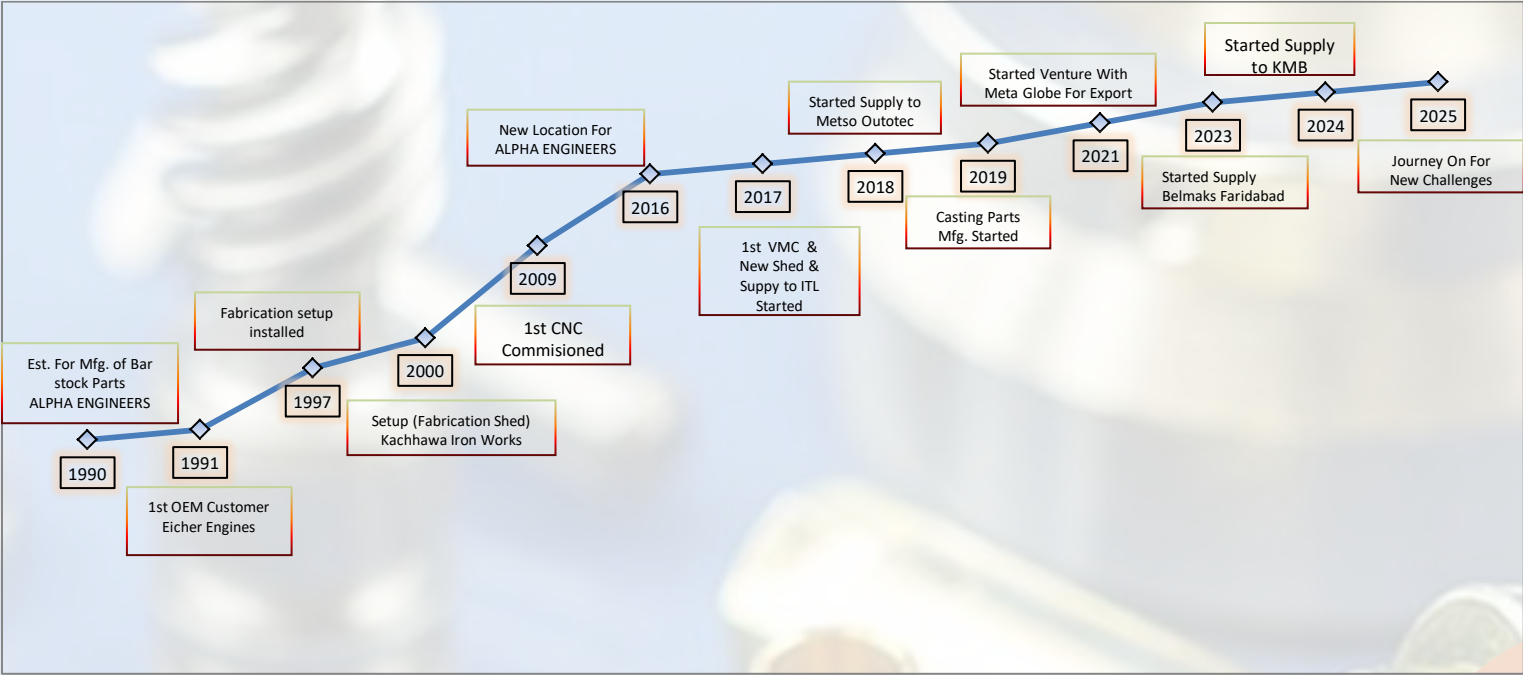 Est. For Mfg. of Bar
stock Parts
ALPHA ENGINEERS
1990
1991
1st OEM Customer
Eicher Engines
Fabrication setup
installed
1997
2000
Setup (Fabrication Shed)
Kachhawa Iron Works
2009
1st CNC
Commisioned
New Location For
ALPHA ENGINEERS
2016
2017
1st VMC &
New Shed &
Suppy to ITL
Started
Started Supply to
Metso Outotec
2018
2019
Casting Parts
Mfg. Started
Started Venture With
Meta Globe For Export
2021
2023
Started Supply
Belmaks Faridabad
Started Supply
to KMB
2024
2025
Journey On For
New Challenges